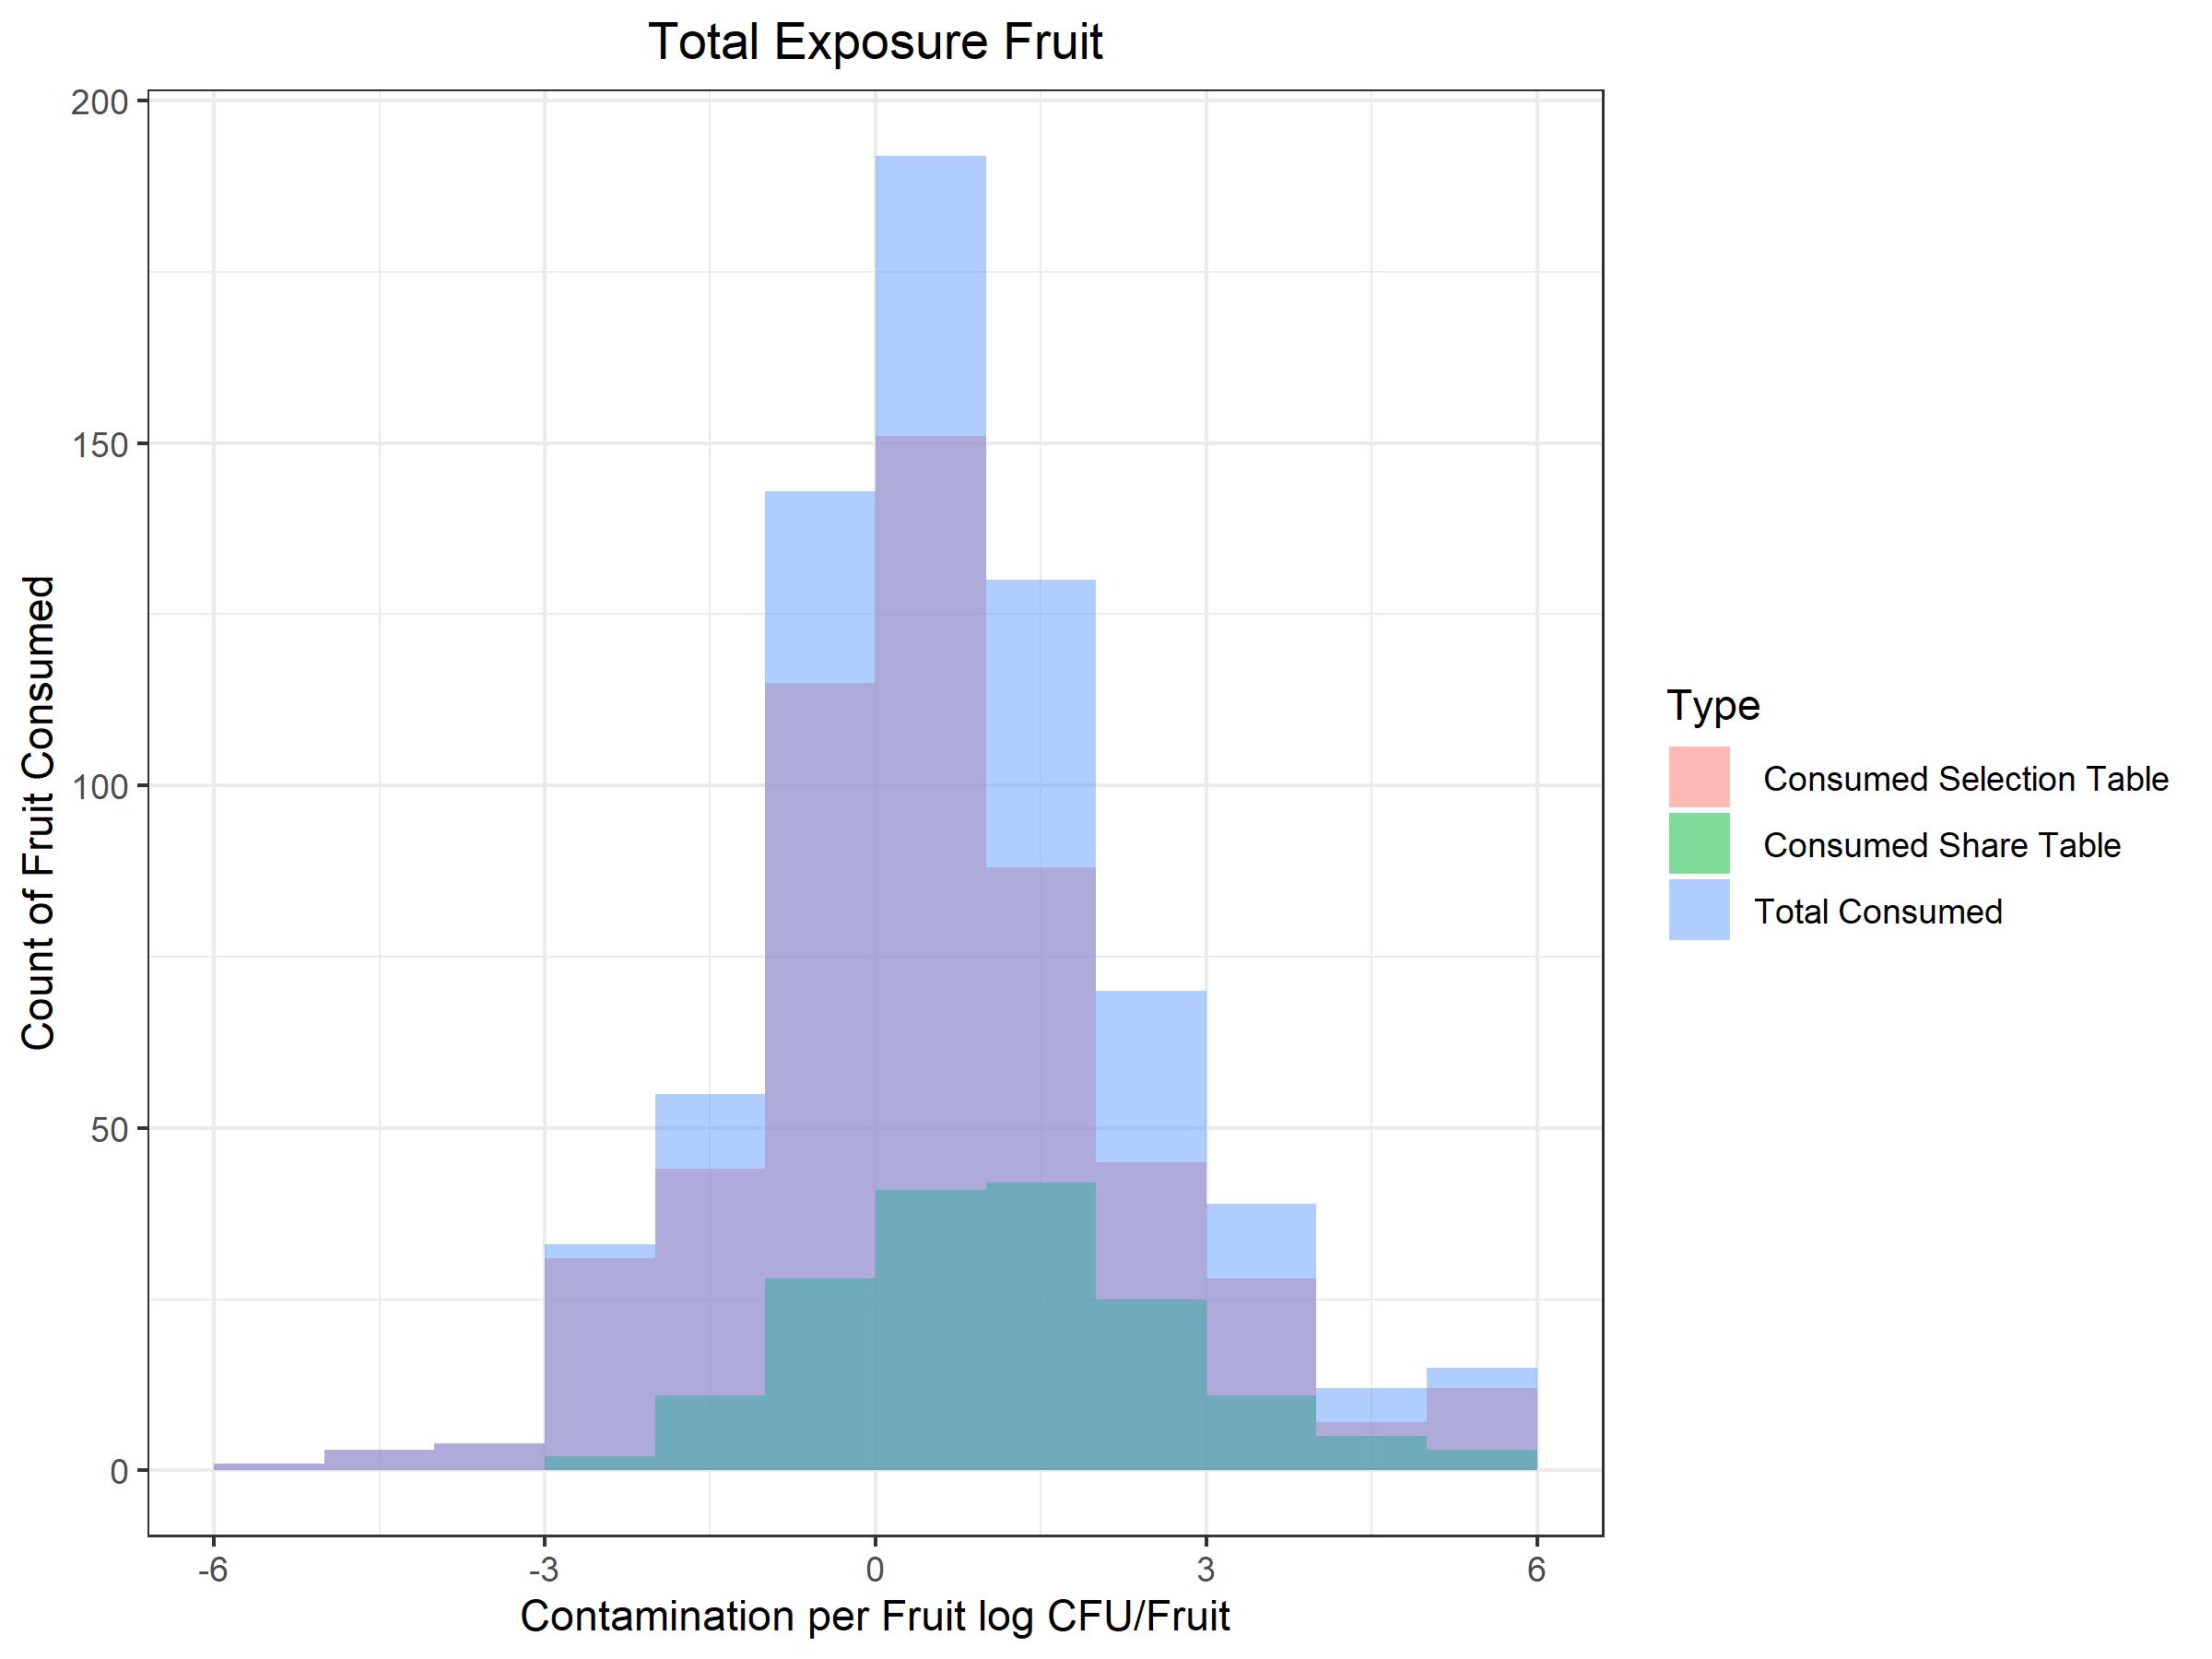 Total Exposure Fruit
200
150
100
50
0
Count of Fruit Consumed
-6
-3
0
3
6
Contamination per Fruit log CFU/Fruit
Type
Consumed Selection Table
Consumed Share Table
Total Consumed